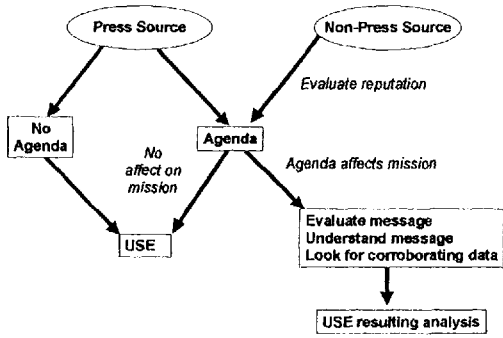 Press Source
Non-Press Source
Evaluate reputation
No
Agenda
No
affect on
mission
Agenda
Agenda affects mission
USE
Evaluate message
Understand message
Look for corroborating data
USE resulting analysis